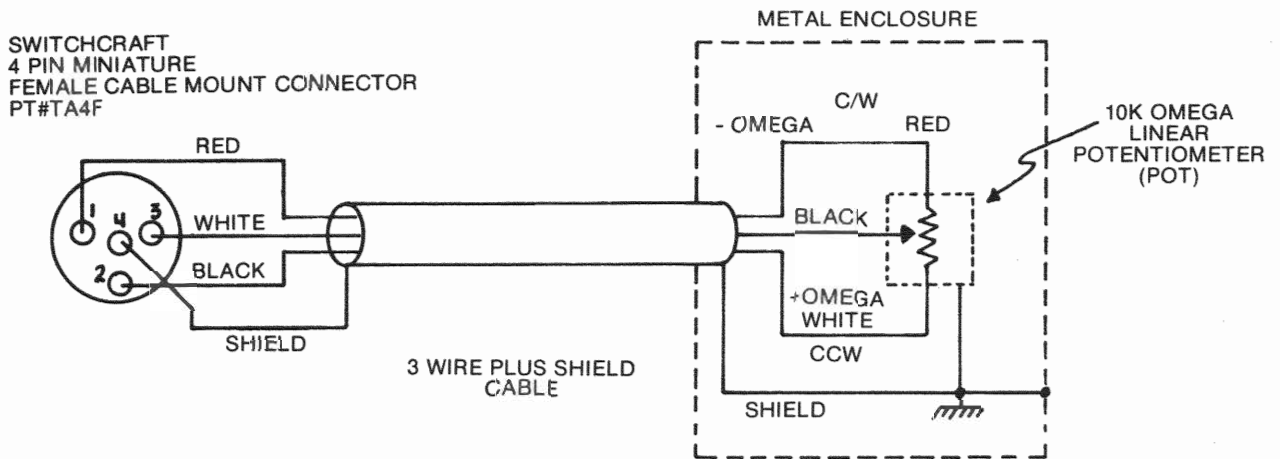 METAL ENCLOSURE
SWITCHCRAFT
4 PIN MINIATURE
FEMALE CABLE MOUNT CONNECTOR
PT#TA4F
C/W
- OMEGA
RED
10K OMEGA
LINEAR
POTENTIOMETER
(POT)
RED
1
4
3
WHITE
BLACK
2
BLACK
+OMEGA
WHITE
SHIELD
CCW
3 WIRE PLUS SHIELD
CABLE
SHIELD